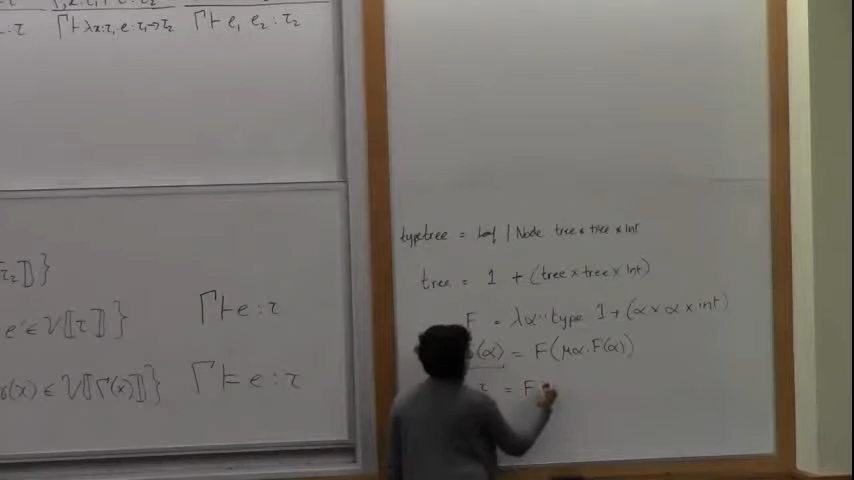 : τ
Γ ⊢ λx:τ₁. e : τ₁→τ₂
Γ ⊢ e₁ e₂ : τ₂
τ₂⟧}
e' ∈ V⟦τ⟧}
Γ ⊢ e : τ
γ(x) ∈ V⟦Γ(x)⟧}
Γ ⊨ e : τ
type tree = Leaf | Node tree * tree * int
tree = 1 + (tree × tree × int)
F = λα::type 1 + (α × α × int)
(α) = F(μα. F(α))
τ = F